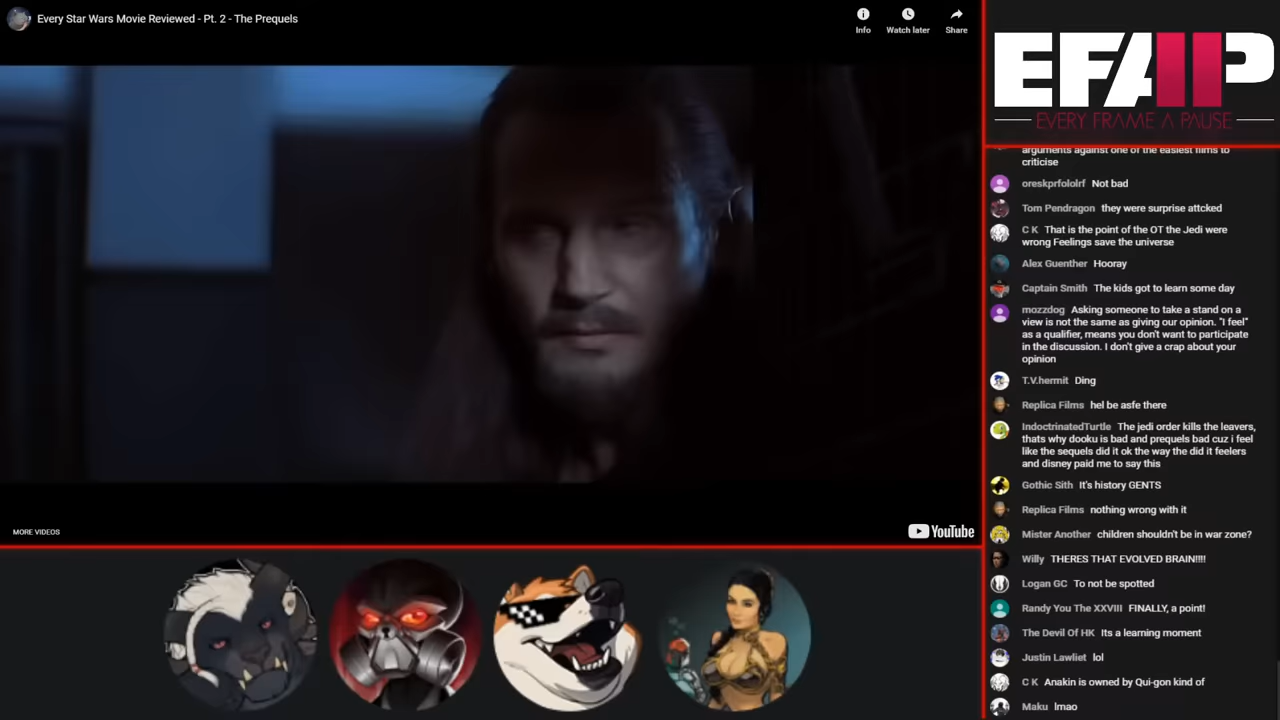 Every Star Wars Movie Reviewed - Pt. 2 - The Prequels
Info
Watch later
Share
MORE VIDEOS
YouTube
EFAP
EVERY FRAME A PAUSE
arguments against one of the easiest films to
criticise
oreskprfololrf Not bad
Tom Pendragon they were surprise attcked
C K That is the point of the OT the Jedi were
wrong Feelings save the universe
Alex Guenther Hooray
Captain Smith The kids got to learn some day
mozzdog Asking someone to take a stand on a
view is not the same as giving our opinion. "I feel"
as a qualifier, means you don't want to participate
in the discussion. I don't give a crap about your
opinion
T.V.hermit Ding
Replica Films hel be asfe there
IndoctrinatedTurtle The jedi order kills the leavers,
thats why dooku is bad and prequels bad cuz i feel
like the sequels did it ok the way the did it feelers
and disney paid me to say this
Gothic Sith It's history GENTS
Replica Films nothing wrong with it
Mister Another children shouldn't be in war zone?
Willy THERES THAT EVOLVED BRAIN!!!!
Logan GC To not be spotted
Randy You The XXVIII FINALLY, a point!
The Devil Of HK Its a learning moment
Justin Lawliet lol
C K Anakin is owned by Qui-gon kind of
Maku lmao